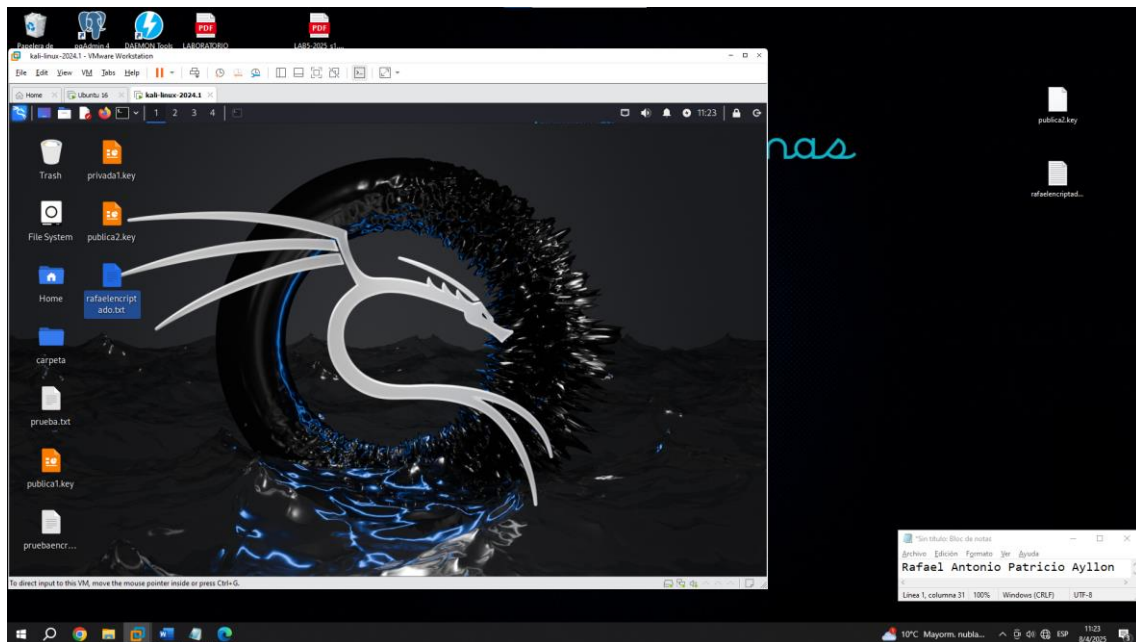 Papelera de
pgAdmin 4
DAEMON Tools
LABORATORIO
LAB5-2025 s1....
kali-linux-2024.1 - VMware Workstation
File Edit View VM Tabs Help
Home
Ubuntu 16
kali-linux-2024.1
1 2 3 4
11:23
Trash
privada1.key
File System
publica2.key
Home
rafaelencript
ado.txt
carpeta
prueba.txt
publica1.key
pruebaencr...
To direct input to this VM, move the mouse pointer inside or press Ctrl+G.
nas
publica2.key
rafaelencriptad...
*Sin título: Bloc de notas
Archivo Edición Formato Ver Ayuda
Rafael Antonio Patricio Ayllon
Línea 1, columna 31 100% Windows (CRLF) UTF-8
10°C Mayorm. nubla...
ESP
11:23
8/4/2025